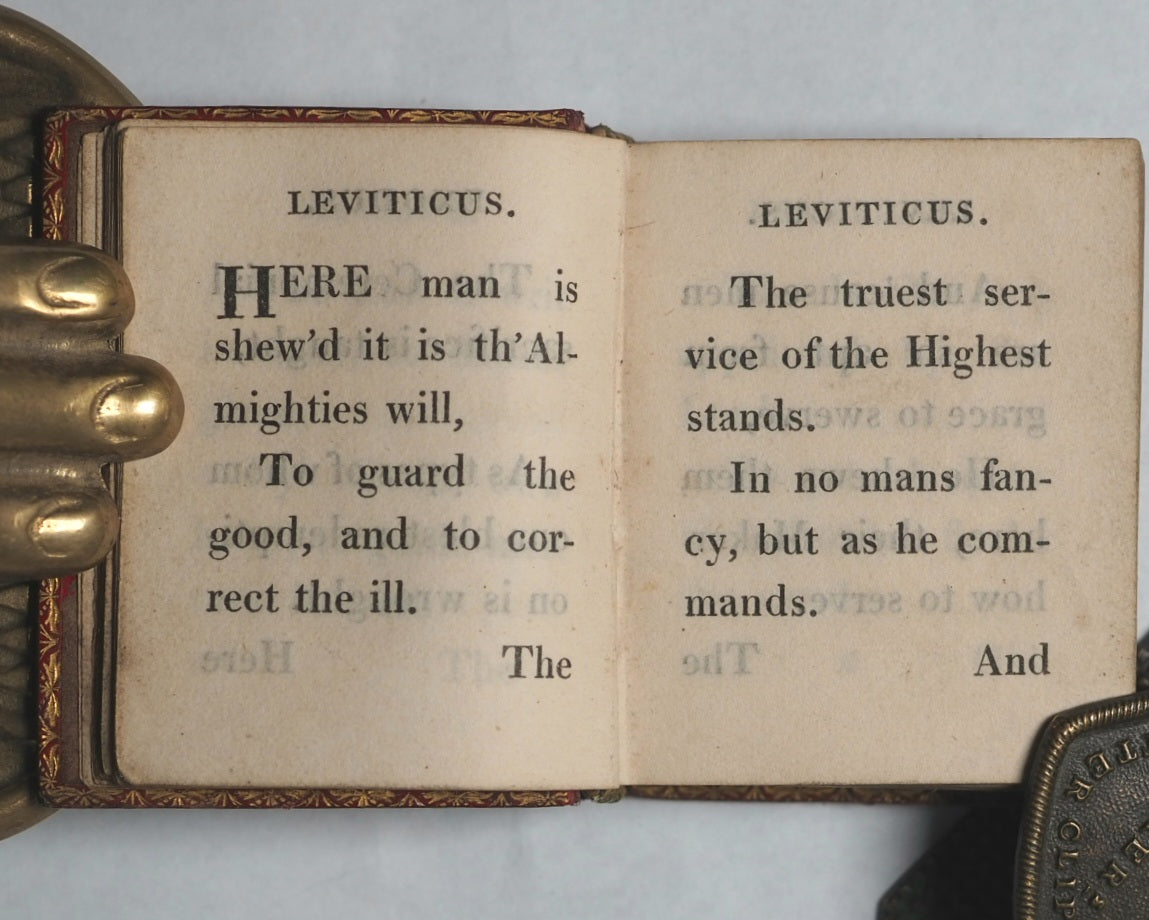 LEVITICUS.
HERE man is
shew'd it is th'Al-
mighties will,
To guard the
good, and to cor-
rect the ill.
The
LEVITICUS.
The truest ser-
vice of the Highest
stands.
In no mans fan-
cy, but as he com-
mands.
And